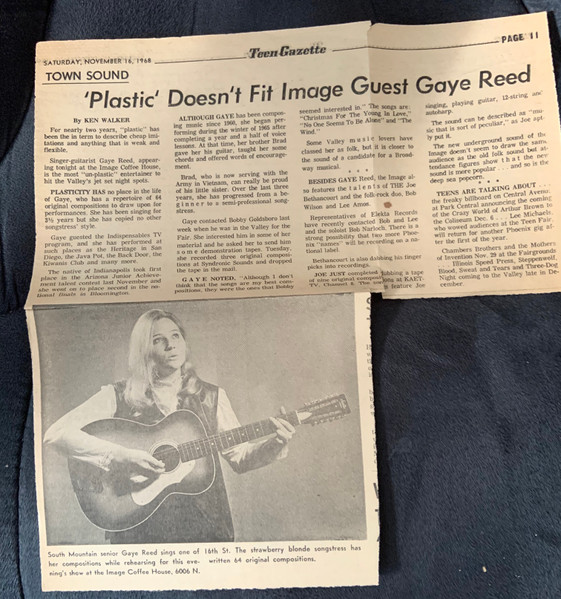 SATURDAY, NOVEMBER 16, 1968
Teen Gazette
PAGE 11
TOWN SOUND
'Plastic' Doesn't Fit Image Guest Gaye Reed
By KEN WALKER
For nearly two years, "plastic" has
been the in term to describe cheap imi-
tations and anything that is weak and
flexible.
Singer-guitarist Gaye Reed, appear-
ing tonight at the Image Coffee House,
is the most "un-plastic" entertainer to
hit the Valley's jet set night spots.
PLASTICITY HAS no place in the life
of Gaye, who has a repertoire of 64
original compositions to draw upon for
performances. She has been singing for
3½ years but she has copied no other
songstress' style.
Gaye guested the Indispensables TV
program, and she has performed at
such places as the Heritage in San
Diego, the Java Pot, the Back Door, the
Kiwanis Club and many more.
The native of Indianapolis took first
place in the Arizona Junior Achieve-
ment talent contest last November and
she went on to place second in the na-
tional finals in Bloomington.
ALTHOUGH GAYE has been compos-
ing music since 1960, she began per-
forming during the winter of 1965 after
completing a year and a half of voice
lessons. At that time, her brother Brad
gave her his guitar, taught her some
chords and offered words of encourage-
ment.
Brad, who is now serving with the
Army in Vietnam, can really be proud
of his little sister. Over the last three
years, she has progressed from a be-
ginner to a semi-professional song-
stress.
Gaye contacted Bobby Goldsboro last
week when he was in the Valley for the
Fair. She interested him in some of her
material and he asked her to send him
some demonstration tapes. Tuesday,
she recorded three original composi-
tions at Syndronic Sounds and dropped
the tape in the mail.
GAYE NOTED, "Although I don't
think that the songs are my best com-
positions, they were the ones that Bobby
seemed interested in." The songs are:
"Christmas For The Young In Love,"
"No One Seems To Be Alone" and "The
Wind."
Some Valley music lovers have
classed her as folk, but it is closer to
the sound of a candidate for a Broad-
way musical.
* * *
BESIDES GAYE REED, the Image al-
so features the talents of THE Joe
Bethancourt and the folk-rock duo, Bob
Wilson and Lee Amos.
Representatives of Elektra Records
have recently contacted Bob and Lee
and the soloist Bob Warloch. There is a
strong possibility that two more Phoe-
nix "names" will be recording on a na-
tional label.
Bethancourt is also dubbing his finger
picks into recordings.
JOE JUST completed dubbing a tape
of nine original
TV, Channel 8.
at KAET-
feature Joe
singing, playing guitar, 12-string and
autoharp.
The sound can be described as "mu-
sic that is sort of peculiar," as Joe apt-
ly put it.
The new underground sound of the
Image doesn't seem to draw the same
audience as the old folk sound but at-
tendance figures show that the new
sound is more popular . . . and so is the
deep sea popcorn.
* * *
TEENS ARE TALKING ABOUT . . .
the freaky billboard on Central Avenue
at Park Central announcing the coming
of the Crazy World of Arthur Brown to
the Coliseum Dec. 6 . . . Lee Michaels,
who wowed audiences at the Teen Fair,
will return for another Phoenix gig af-
ter the first of the year.
Chambers Brothers and the Mothers
of Invention Nov. 29 at the Fairgrounds
. . . Illinois Speed Press, Steppenwolf,
Blood, Sweat and Tears and Three-Dog
Night coming to the Valley late in De-
cember.
South Mountain senior Gaye Reed sings one of
her compositions while rehearsing for this eve-
ning's show at the Image Coffee House, 6006 N.
16th St. The strawberry blonde songstress has
written 64 original compositions.